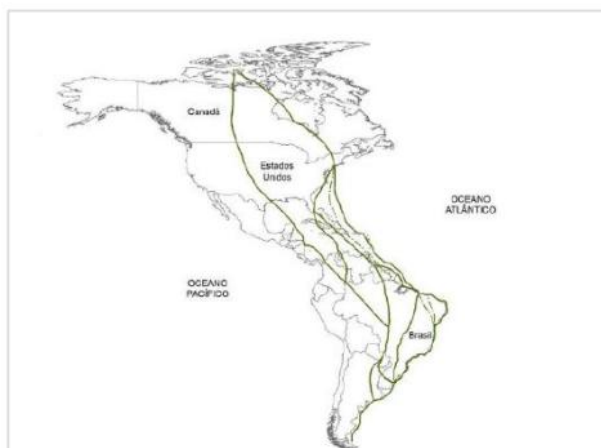 Canadá
Estados
Unidos
OCEANO
ATLÂNTICO
OCEANO
PACÍFICO
Brasil